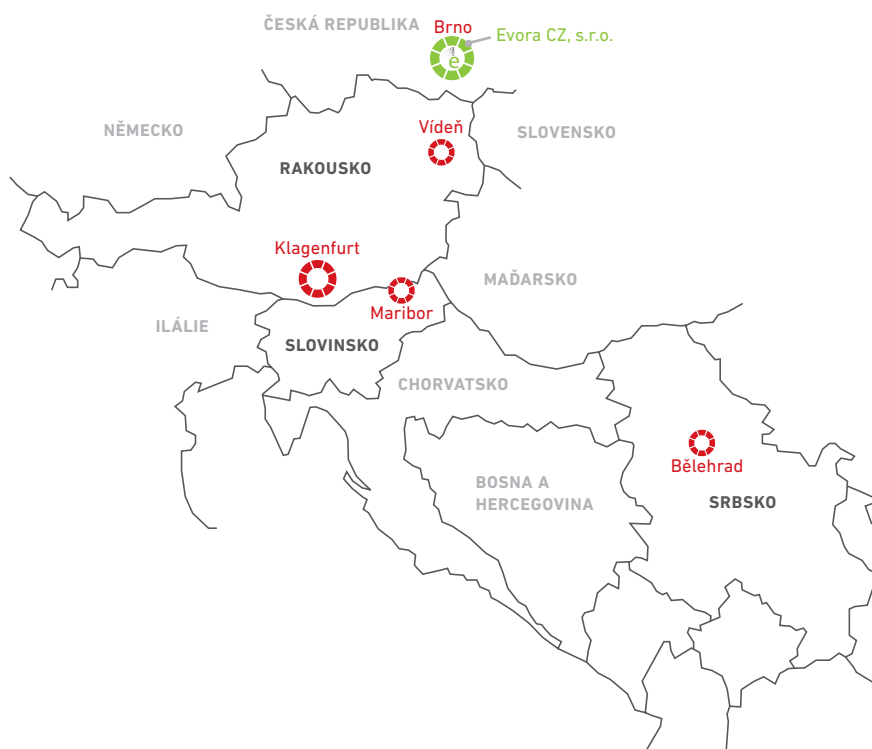 ČESKÁ REPUBLIKA
Brno
Evora CZ, s.r.o.
e
NĚMECKO
Vídeň
SLOVENSKO
RAKOUSKO
Klagenfurt
MAĎARSKO
Maribor
ILÁLIE
SLOVINSKO
CHORVATSKO
Bělehrad
BOSNA A
HERCEGOVINA
SRBSKO